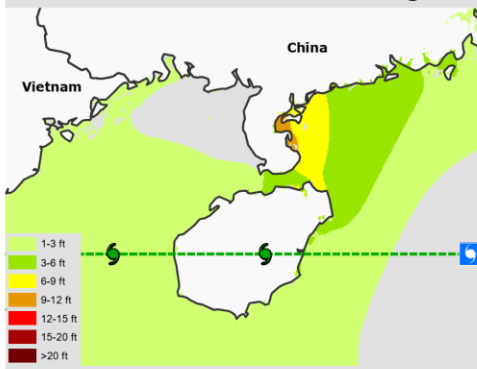 China
Vietnam
1-3 ft
3-6 ft
6-9 ft
9-12 ft
12-15 ft
15-20 ft
>20 ft